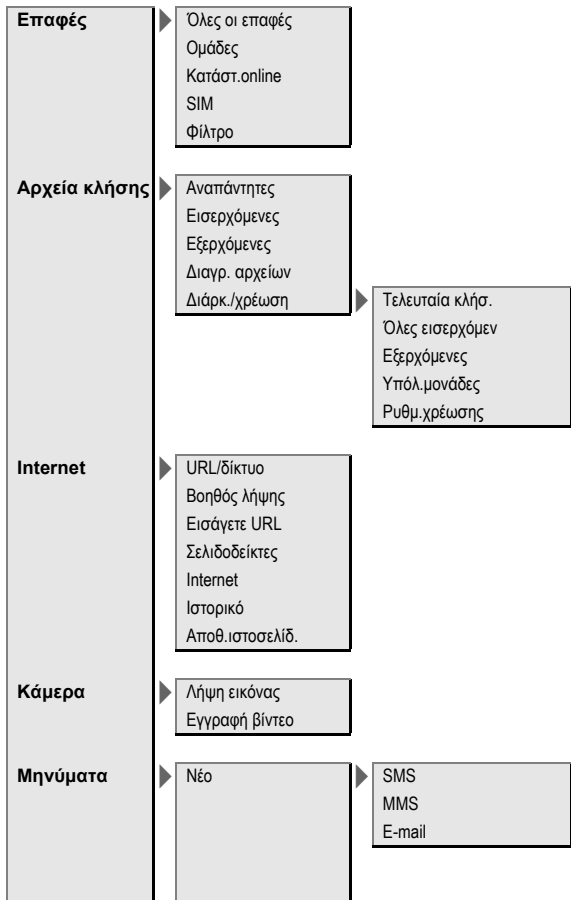 Επαφές
Όλες οι επαφές
Ομάδες
Κατάστ.online
SIM
Φίλτρο
Αρχεία κλήσης
Αναπάντητες
Εισερχόμενες
Εξερχόμενες
Διαγρ. αρχείων
Διάρκ./χρέωση
Τελευταία κλήσ.
Όλες εισερχόμεν
Εξερχόμενες
Υπόλ.μονάδες
Ρυθμ.χρέωσης
Internet
URL/δίκτυο
Βοηθός λήψης
Εισάγετε URL
Σελιδοδείκτες
Internet
Ιστορικό
Αποθ.ιστοσελίδ.
Κάμερα
Λήψη εικόνας
Εγγραφή βίντεο
Μηνύματα
Νέο
SMS
MMS
E-mail